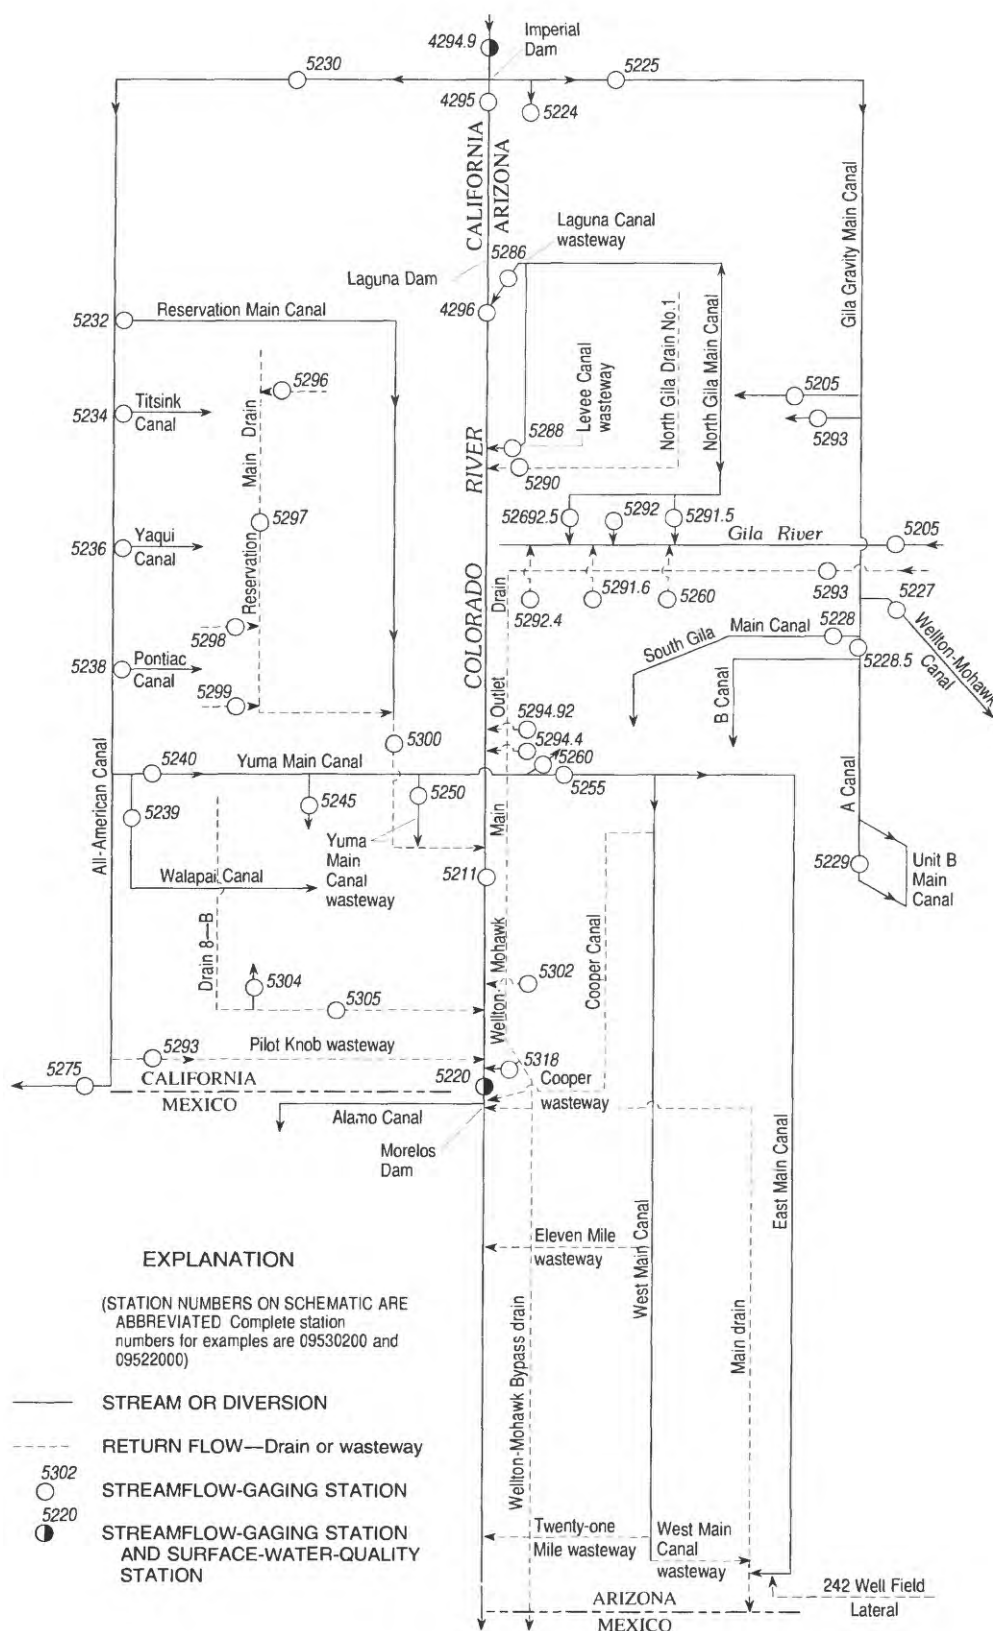 4294.9
Imperial
Dam
5230
5225
4295
5224
CALIFORNIA
ARIZONA
Gila Gravity Main Canal
Laguna Canal
wasteway
5286
Laguna Dam
4296
Reservation Main Canal
5232
5296
Titsink
Canal
5234
Main Drain
Reservation
5297
Levee Canal
wasteway
North Gila Drain No.1
North Gila Main Canal
5205
5293
5288
5290
COLORADO RIVER
52692.5
5292
5291.5
Gila River
5205
Yaqui
Canal
5236
5293
5227
Wellton-Mohawk
Canal
5292.4
5291.6
5260
5298
Pontiac
Canal
5238
5299
South Gila
Main Canal
5228
5228.5
B Canal
Wellton-Mohawk Main Outlet Drain
5294.92
5294.4
5260
5255
5300
5240
Yuma Main Canal
All-American Canal
5239
5245
5250
A Canal
Yuma
Main
Canal
wasteway
Walapai Canal
5211
5229
Unit B
Main
Canal
Drain 8—B
5304
5305
5302
Cooper Canal
5293
Pilot Knob wasteway
5318
5275
CALIFORNIA
MEXICO
5220
Cooper
wasteway
Alamo Canal
Morelos
Dam
East Main Canal
West Main Canal
Eleven Mile
wasteway
Main drain
Wellton-Mohawk Bypass drain
Twenty-one
Mile wasteway
West Main
Canal
wasteway
242 Well Field
Lateral
ARIZONA
MEXICO
EXPLANATION
(STATION NUMBERS ON SCHEMATIC ARE
ABBREVIATED Complete station
numbers for examples are 09530200 and
09522000)
STREAM OR DIVERSION
RETURN FLOW—Drain or wasteway
5302
STREAMFLOW-GAGING STATION
5220
STREAMFLOW-GAGING STATION
AND SURFACE-WATER-QUALITY
STATION